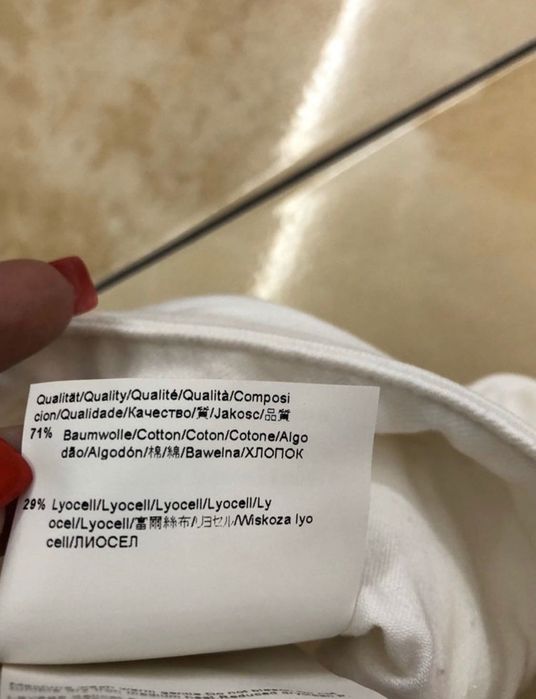 Qualität/Quality/Qualité/Qualità/Composi
cion/Qualidade/Качество/質/Jakosc/品質
71% Baumwolle/Cotton/Coton/Cotone/Algo
dão/Algodón/棉/綿/Bawelna/ХЛОПОК
29% Lyocell/Lyocell/Lyocell/Lyocell/Ly
ocel/Lyocell/富爾絲布/リヨセル/Wiskoza lyo
cell/ЛИОСЕЛ